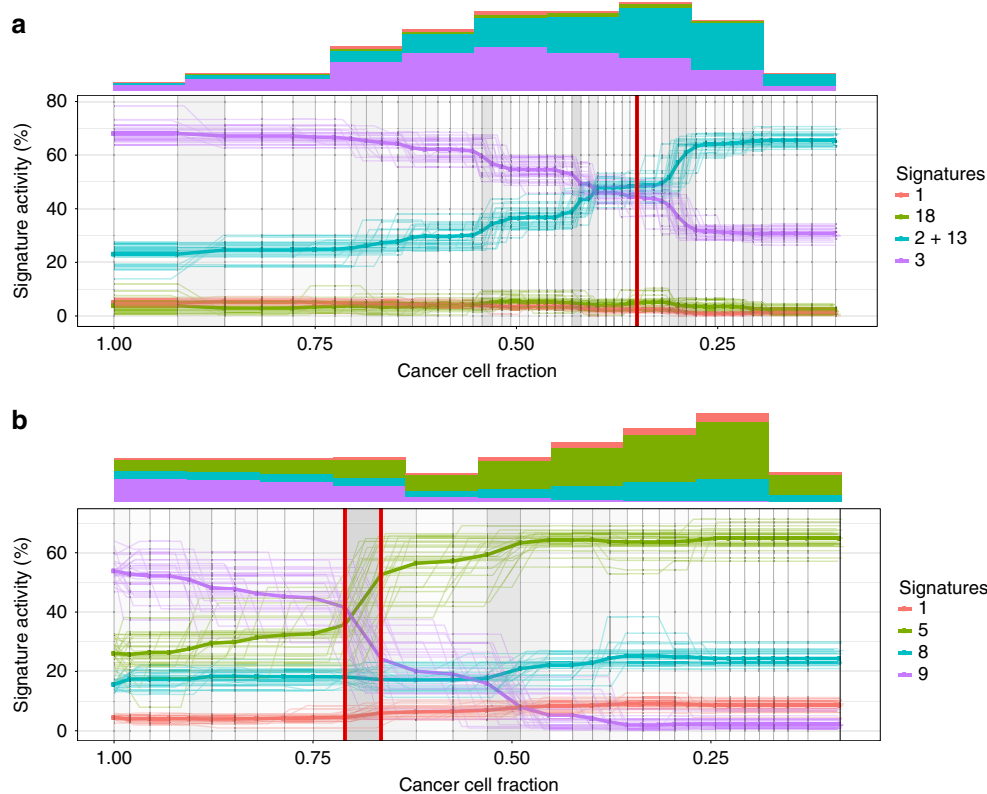 a
80
60
40
20
0
Signature activity (%)
1.00
0.75
0.50
0.25
Cancer cell fraction
Signatures
1
18
2 + 13
3
b
60
40
20
0
Signature activity (%)
1.00
0.75
0.50
0.25
Cancer cell fraction
Signatures
1
5
8
9